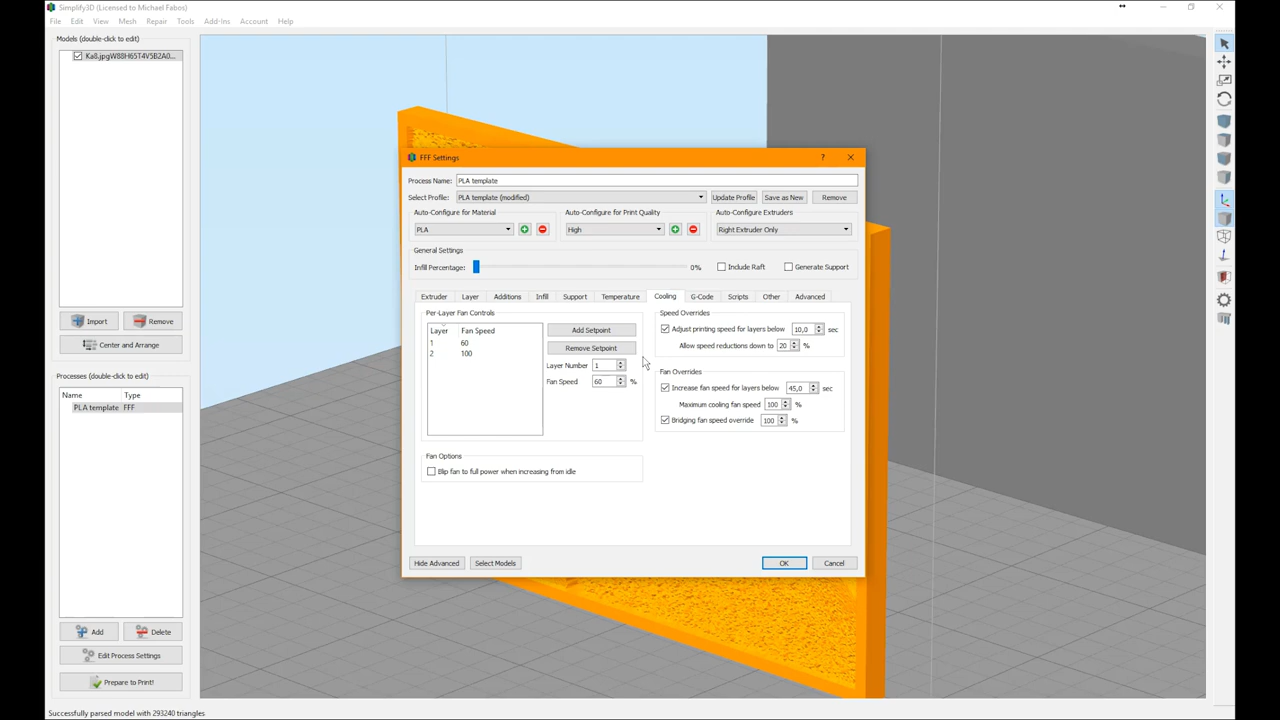 Simplify3D (Licensed to Michael Fabos)
File Edit View Mesh Repair Tools Add-Ins Account Help
Models (double-click to edit)
Ka8.jpgW88H65T4V5B2A0...
Import Remove
Center and Arrange
Processes (double-click to edit)
Name Type
PLA template FFF
Add Delete
Edit Process Settings
Prepare to Print!
Successfully parsed model with 293240 triangles
FFF Settings ?
Process Name: PLA template
Select Profile: PLA template (modified) Update Profile Save as New Remove
Auto-Configure for Material Auto-Configure for Print Quality Auto-Configure Extruders
PLA High Right Extruder Only
General Settings
Infill Percentage: 0% Include Raft Generate Support
Extruder Layer Additions Infill Support Temperature Cooling G-Code Scripts Other Advanced
Per-Layer Fan Controls
Layer Fan Speed
1 60
2 100
Add Setpoint
Remove Setpoint
Layer Number 1
Fan Speed 60 %
Fan Options
Blip fan to full power when increasing from idle
Speed Overrides
Adjust printing speed for layers below 10,0 sec
Allow speed reductions down to 20 %
Fan Overrides
Increase fan speed for layers below 45,0 sec
Maximum cooling fan speed 100 %
Bridging fan speed override 100 %
Hide Advanced Select Models OK Cancel